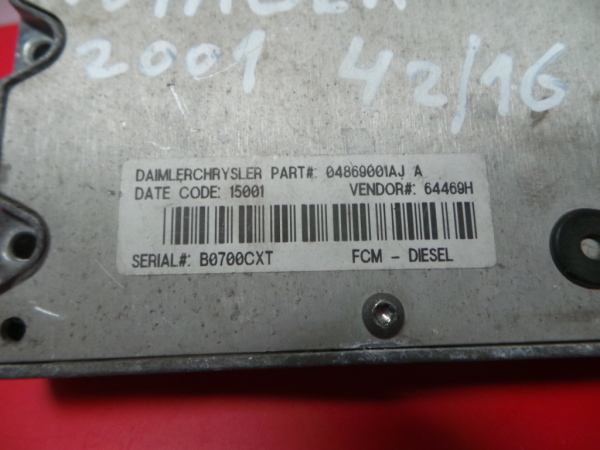 2001 42/16
DAIMLERCHRYSLER PART#: 04869001AJ A
DATE CODE: 15001 VENDOR#: 64469H
SERIAL#: B0700CXT FCM - DIESEL